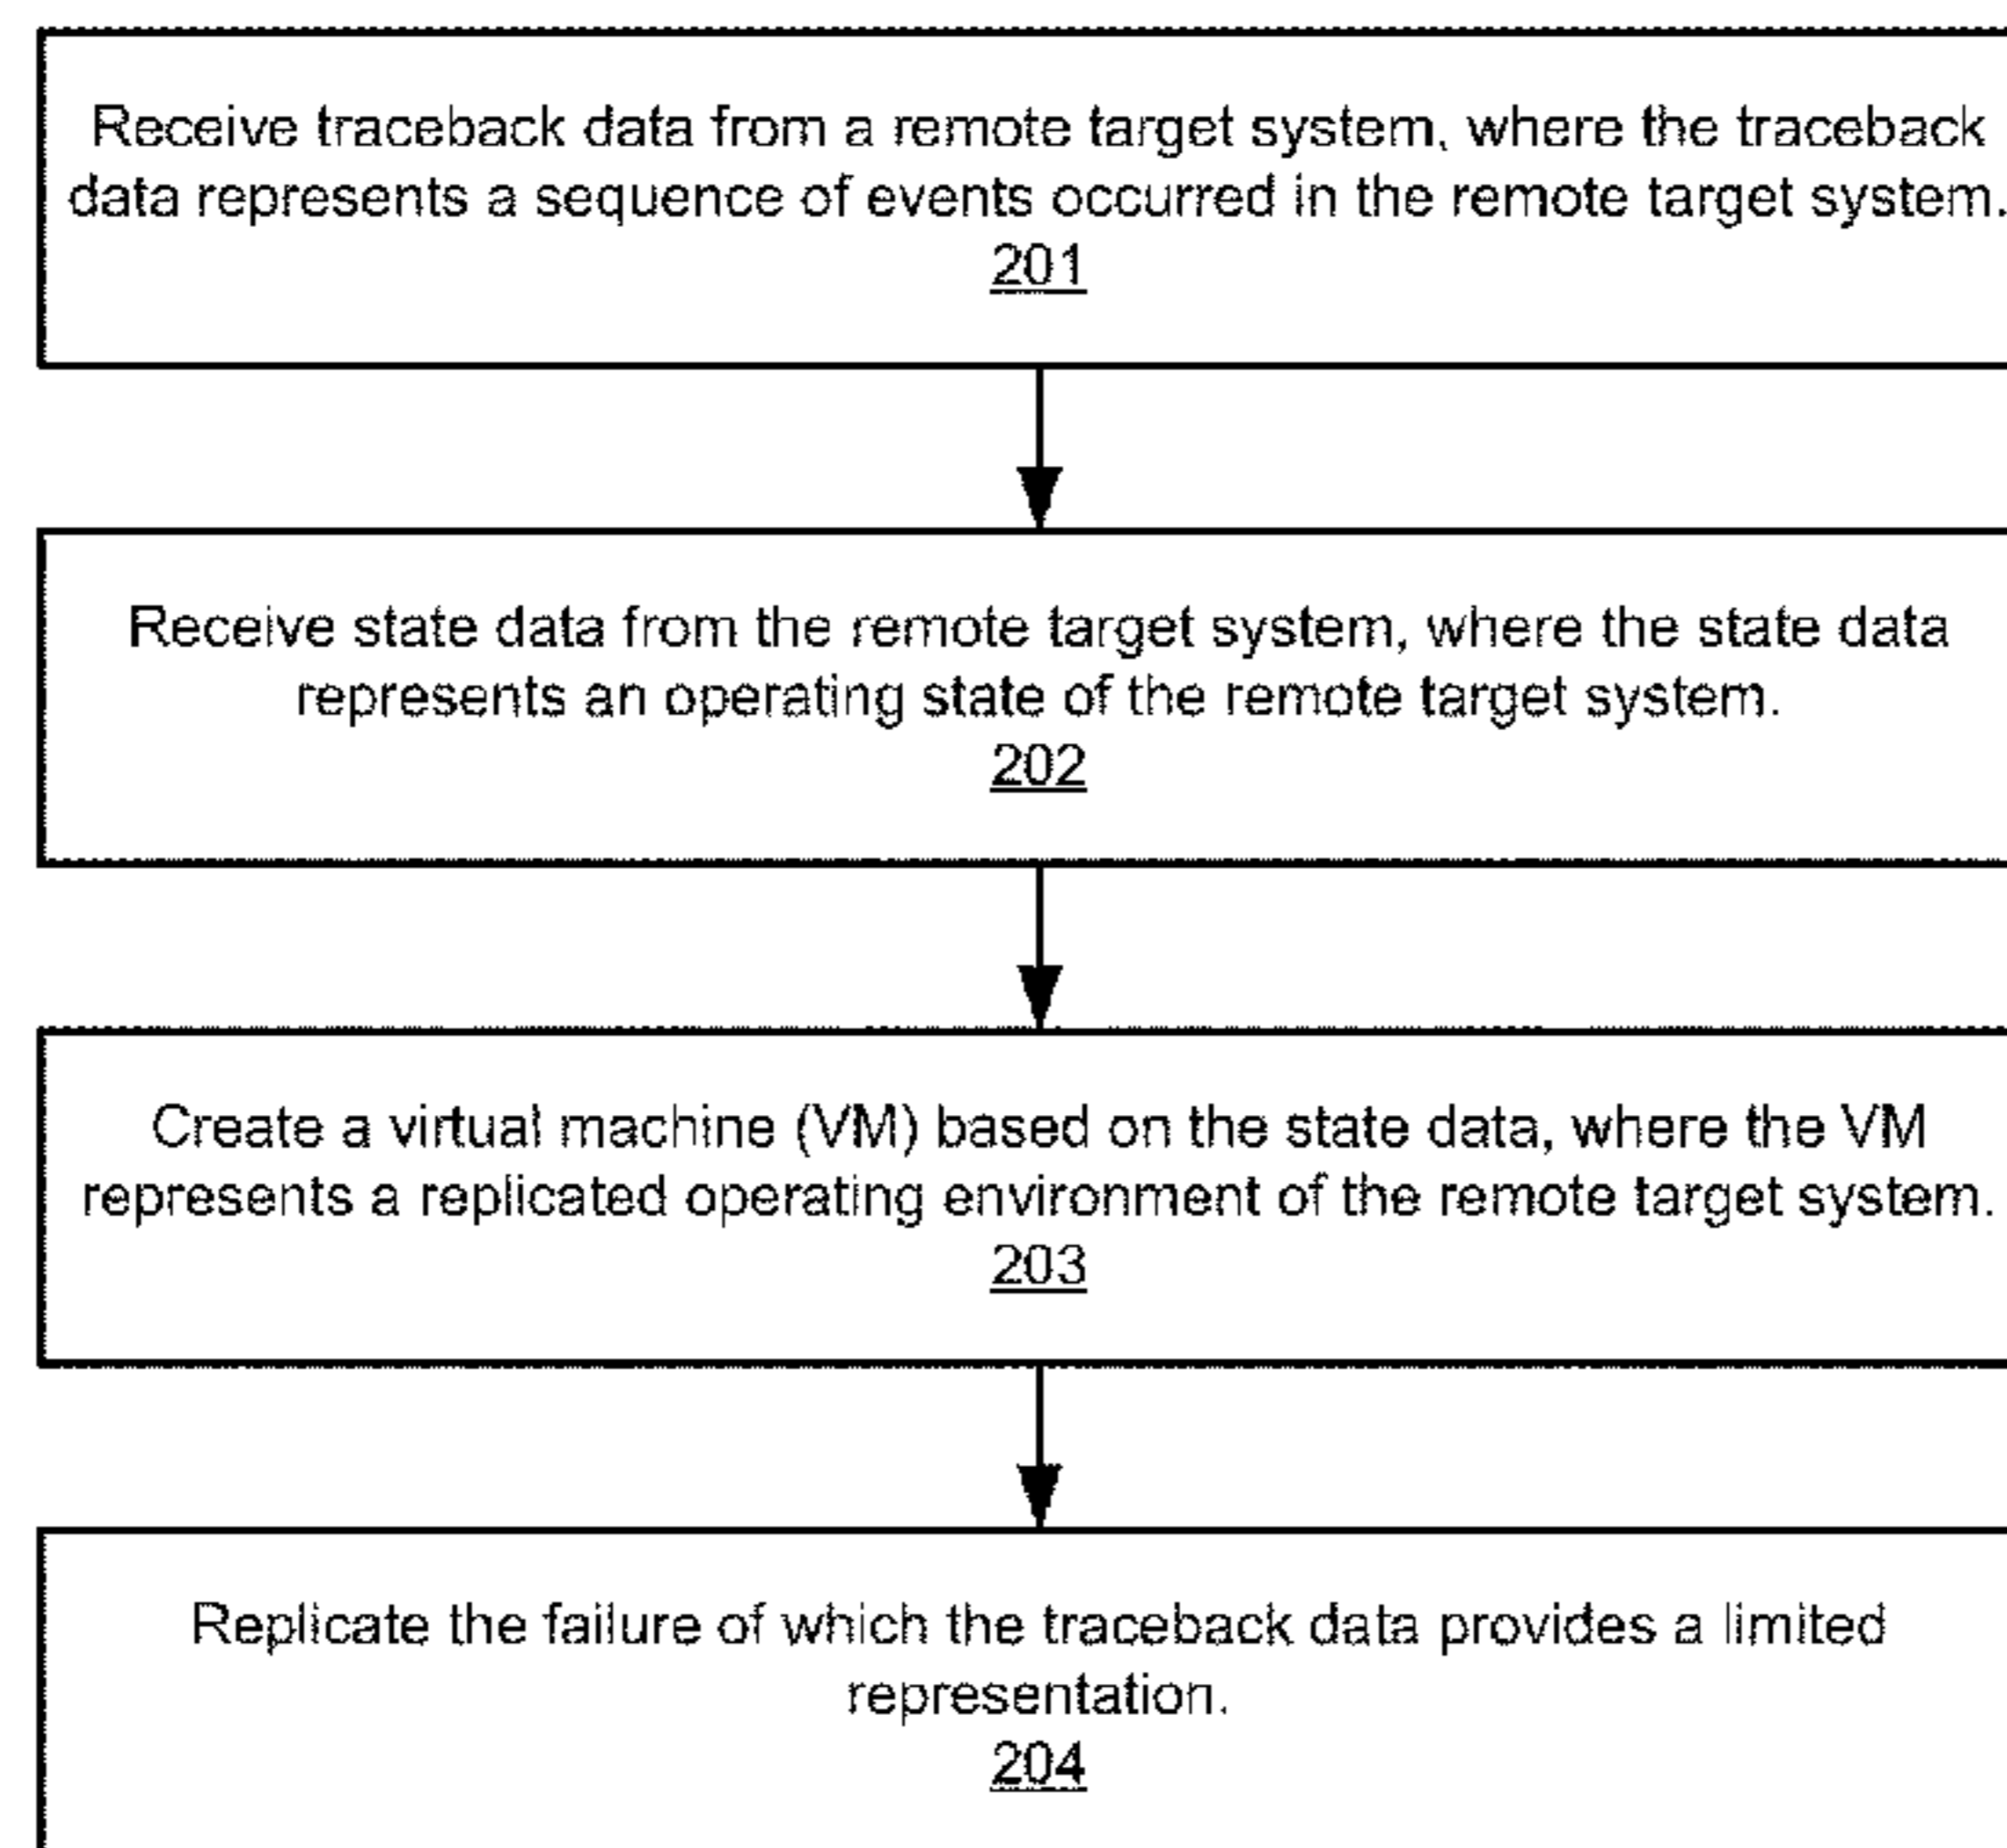 Receive traceback data from a remote target system, where the traceback
data represents a sequence of events occurred in the remote target system.
201
Receive state data from the remote target system, where the state data
represents an operating state of the remote target system.
202
Create a virtual machine (VM) based on the state data, where the VM
represents a replicated operating environment of the remote target system.
203
Replicate the failure of which the traceback data provides a limited
representation.
204